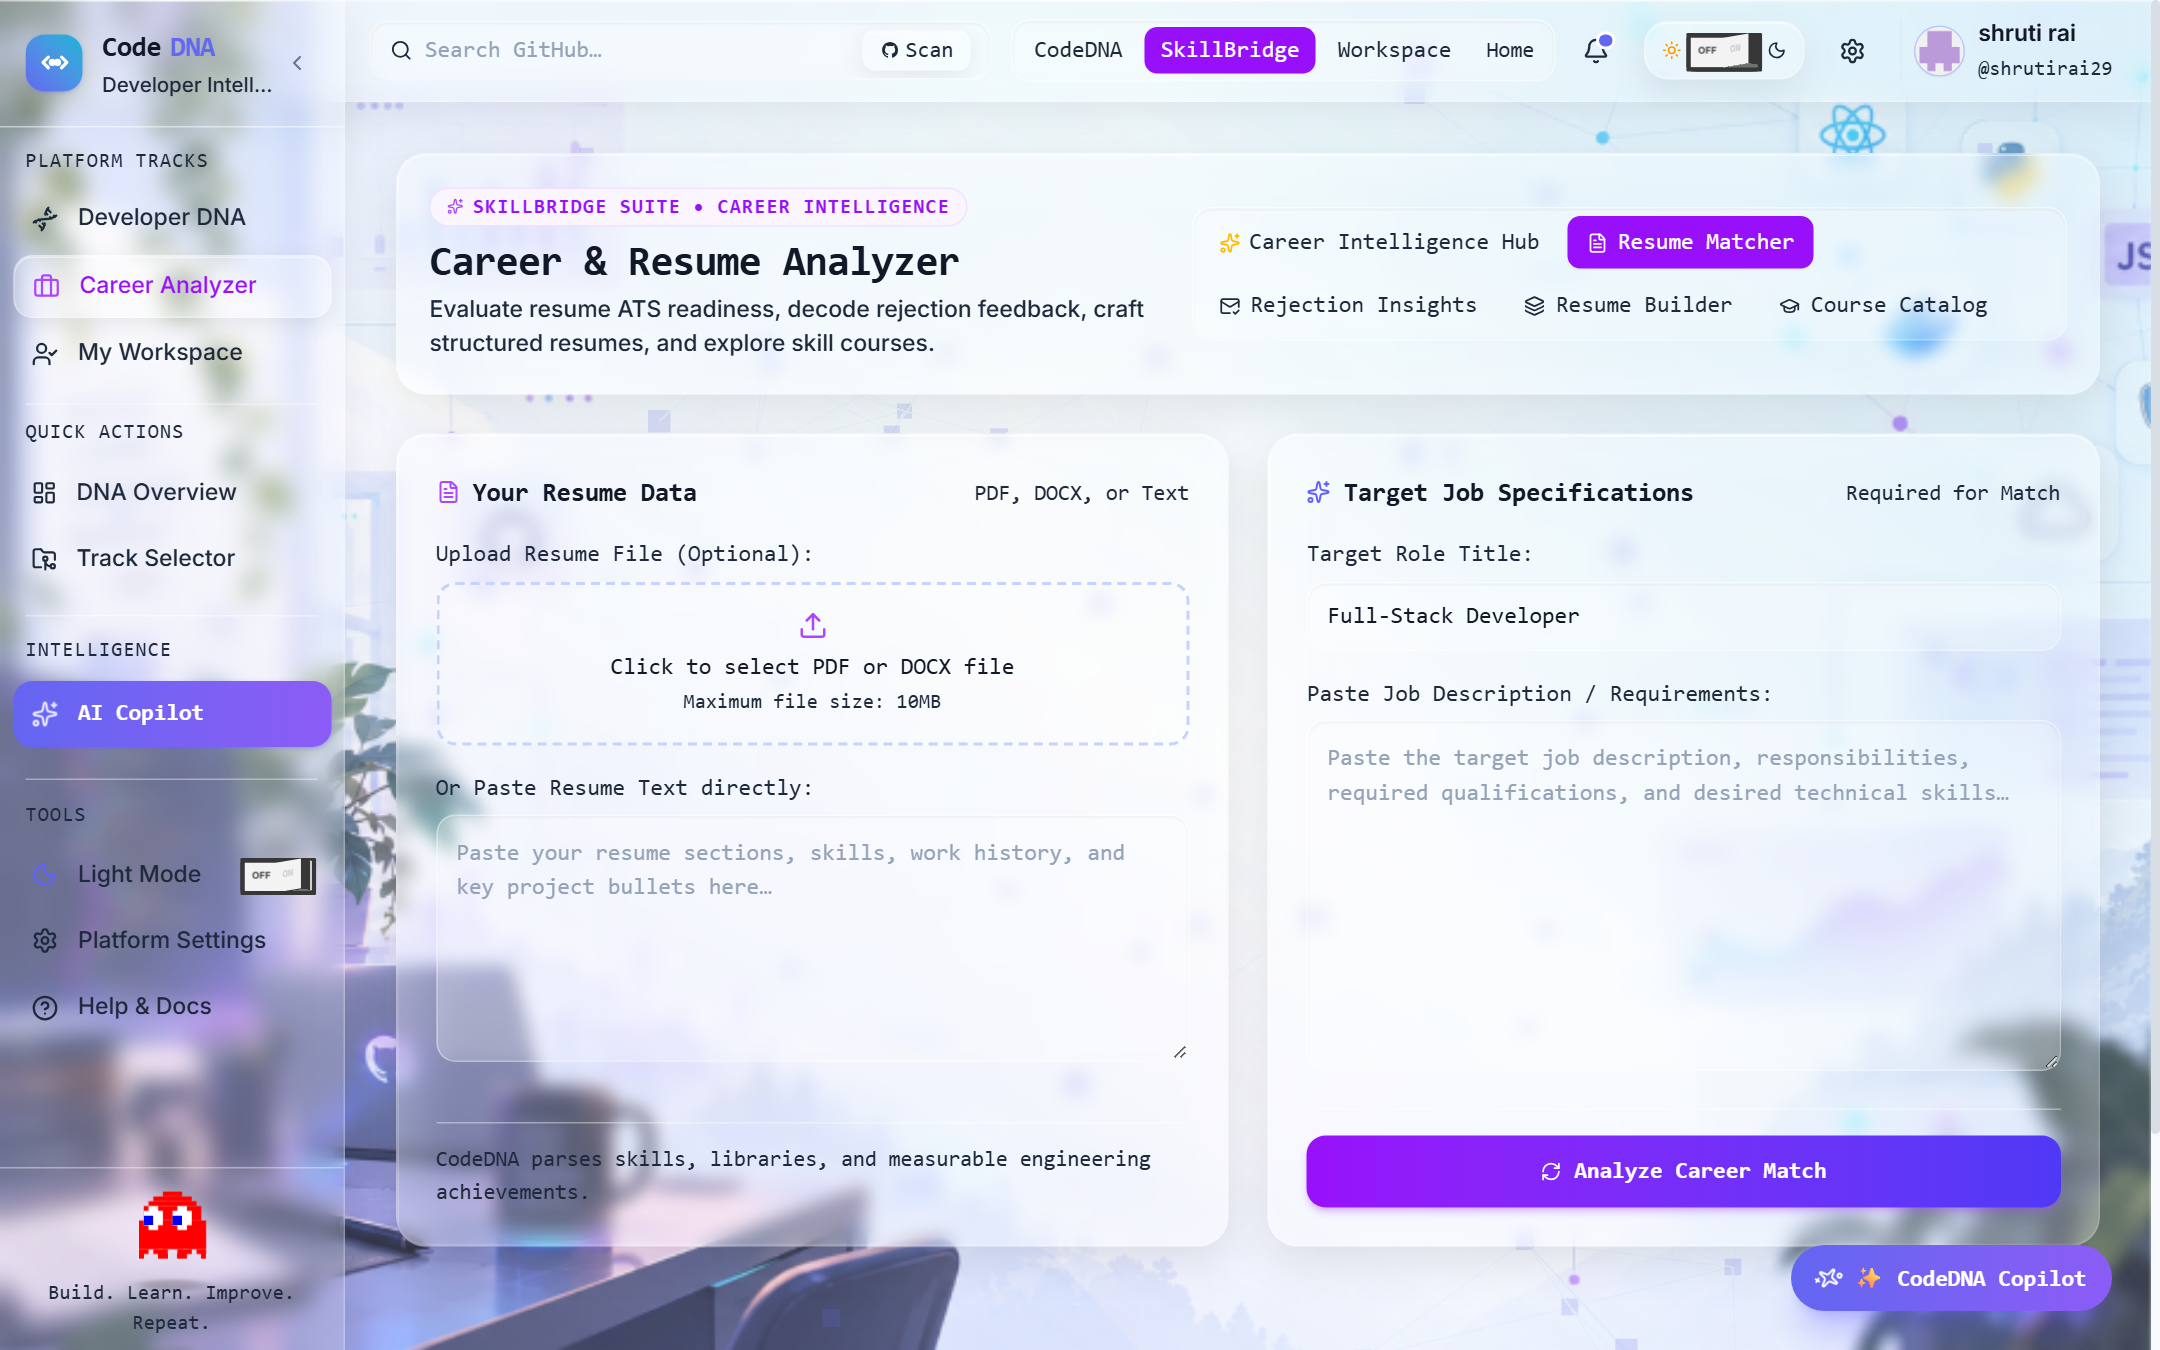 Code DNA
Developer Intell...
PLATFORM TRACKS
Developer DNA
Career Analyzer
My Workspace
QUICK ACTIONS
DNA Overview
Track Selector
INTELLIGENCE
AI Copilot
TOOLS
Light Mode
OFF ON
Platform Settings
Help & Docs
Build. Learn. Improve.
Repeat.
Search GitHub…
Scan
CodeDNA
SkillBridge
Workspace
Home
OFF ON
shruti rai
@shrutirai29
SKILLBRIDGE SUITE • CAREER INTELLIGENCE
Career & Resume Analyzer
Evaluate resume ATS readiness, decode rejection feedback, craft
structured resumes, and explore skill courses.
Career Intelligence Hub
Resume Matcher
Rejection Insights
Resume Builder
Course Catalog
JS
Your Resume Data
PDF, DOCX, or Text
Upload Resume File (Optional):
Click to select PDF or DOCX file
Maximum file size: 10MB
Or Paste Resume Text directly:
Paste your resume sections, skills, work history, and
key project bullets here…
CodeDNA parses skills, libraries, and measurable engineering
achievements.
Target Job Specifications
Required for Match
Target Role Title:
Full-Stack Developer
Paste Job Description / Requirements:
Paste the target job description, responsibilities,
required qualifications, and desired technical skills…
Analyze Career Match
✨ CodeDNA Copilot